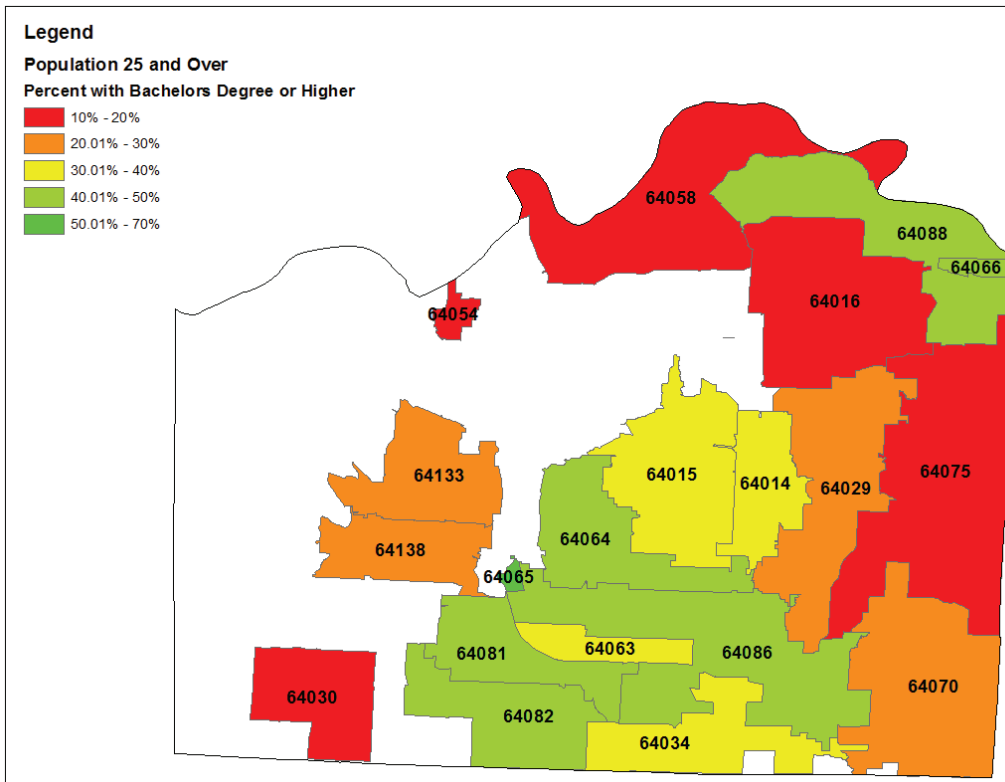 Legend
Population 25 and Over
Percent with Bachelors Degree or Higher
10% - 20%
20.01% - 30%
30.01% - 40%
40.01% - 50%
50.01% - 70%
64058
64088
64066
64016
64054
64133
64015
64014
64029
64075
64064
64138
64065
64081
64063
64086
64030
64082
64034
64070